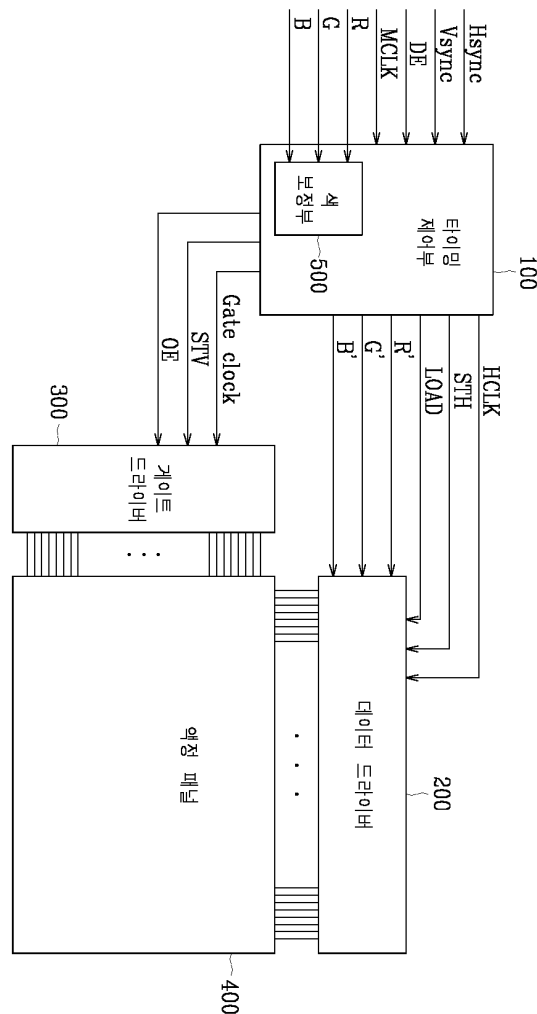 Hsync
Vsync
DE
MCLK
R
G
B
타이밍
제어부
100
색
보정부
500
HCLK
STH
LOAD
R'
G'
B'
Gate clock
STV
OE
데이터 드라이버
200
게이트
드라이버
300
액정 패널
400